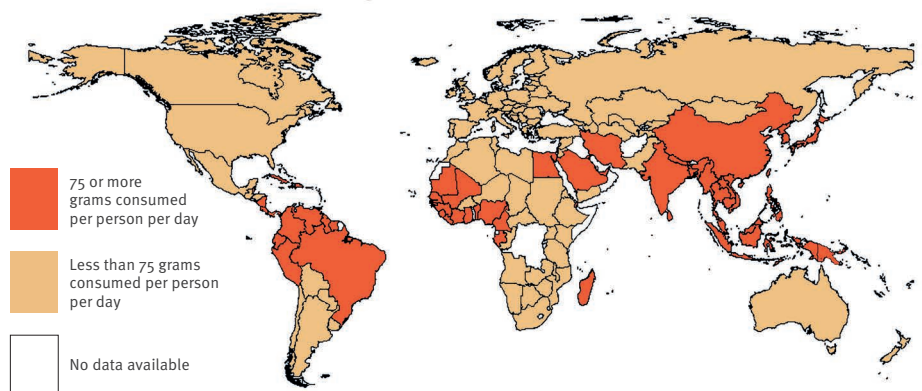 75 or more
grams consumed
per person per day
Less than 75 grams
consumed per person
per day
No data available